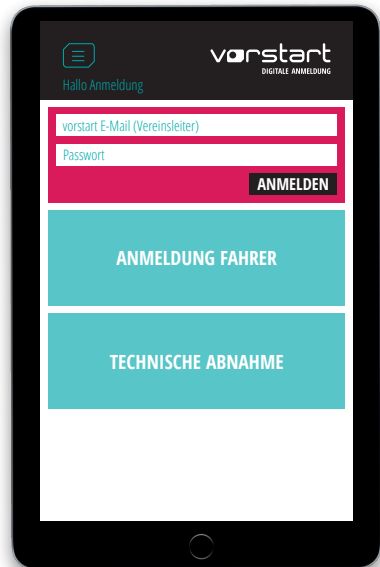 vorstart
DIGITALE ANMELDUNG
Hallo Anmeldung
vorstart E-Mail (Vereinsleiter)
Passwort
ANMELDEN
ANMELDUNG FAHRER
TECHNISCHE ABNAHME